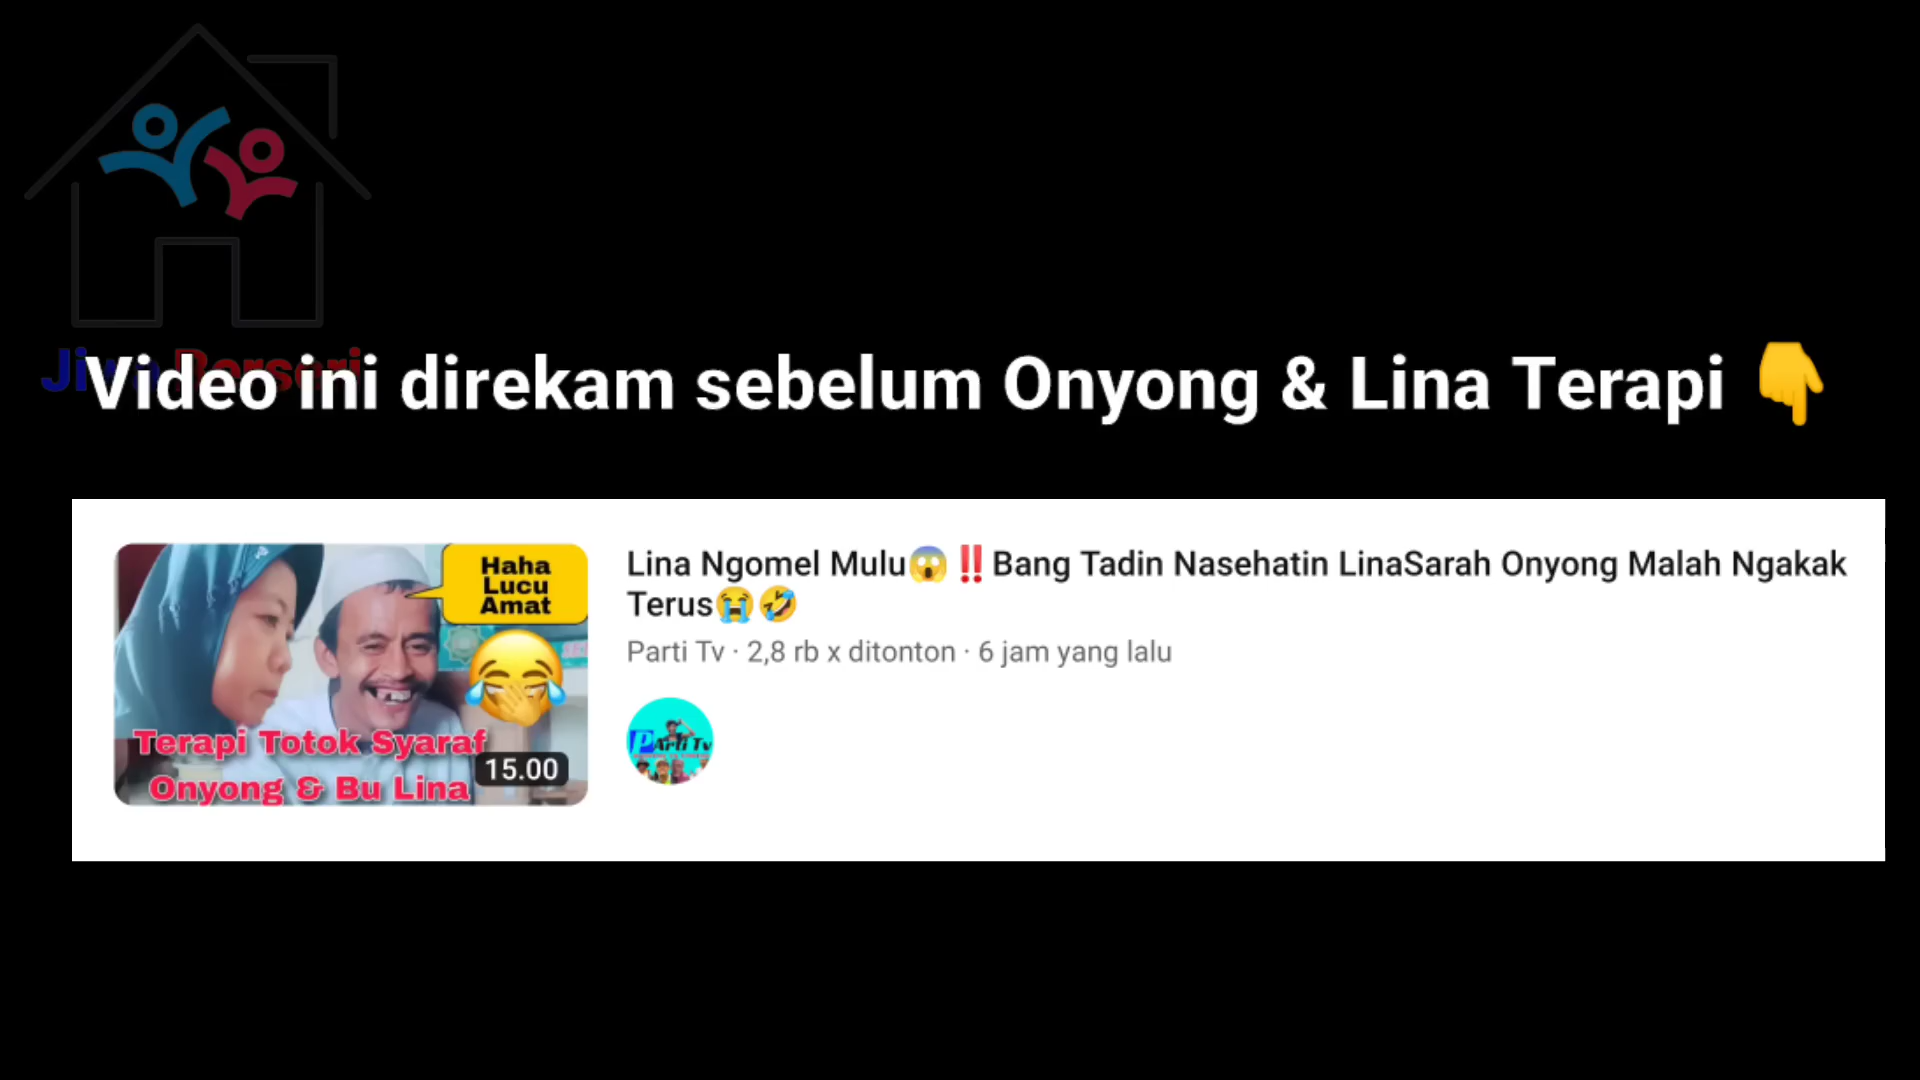 Video ini direkam sebelum Onyong & Lina Terapi 👇
Haha
Lucu
Amat
Terapi Totok Syaraf
Onyong & Bu Lina
15.00
Lina Ngomel Mulu😱‼️Bang Tadin Nasehatin LinaSarah Onyong Malah Ngakak
Terus😭🤣
Parti Tv · 2,8 rb x ditonton · 6 jam yang lalu
Parti Tv